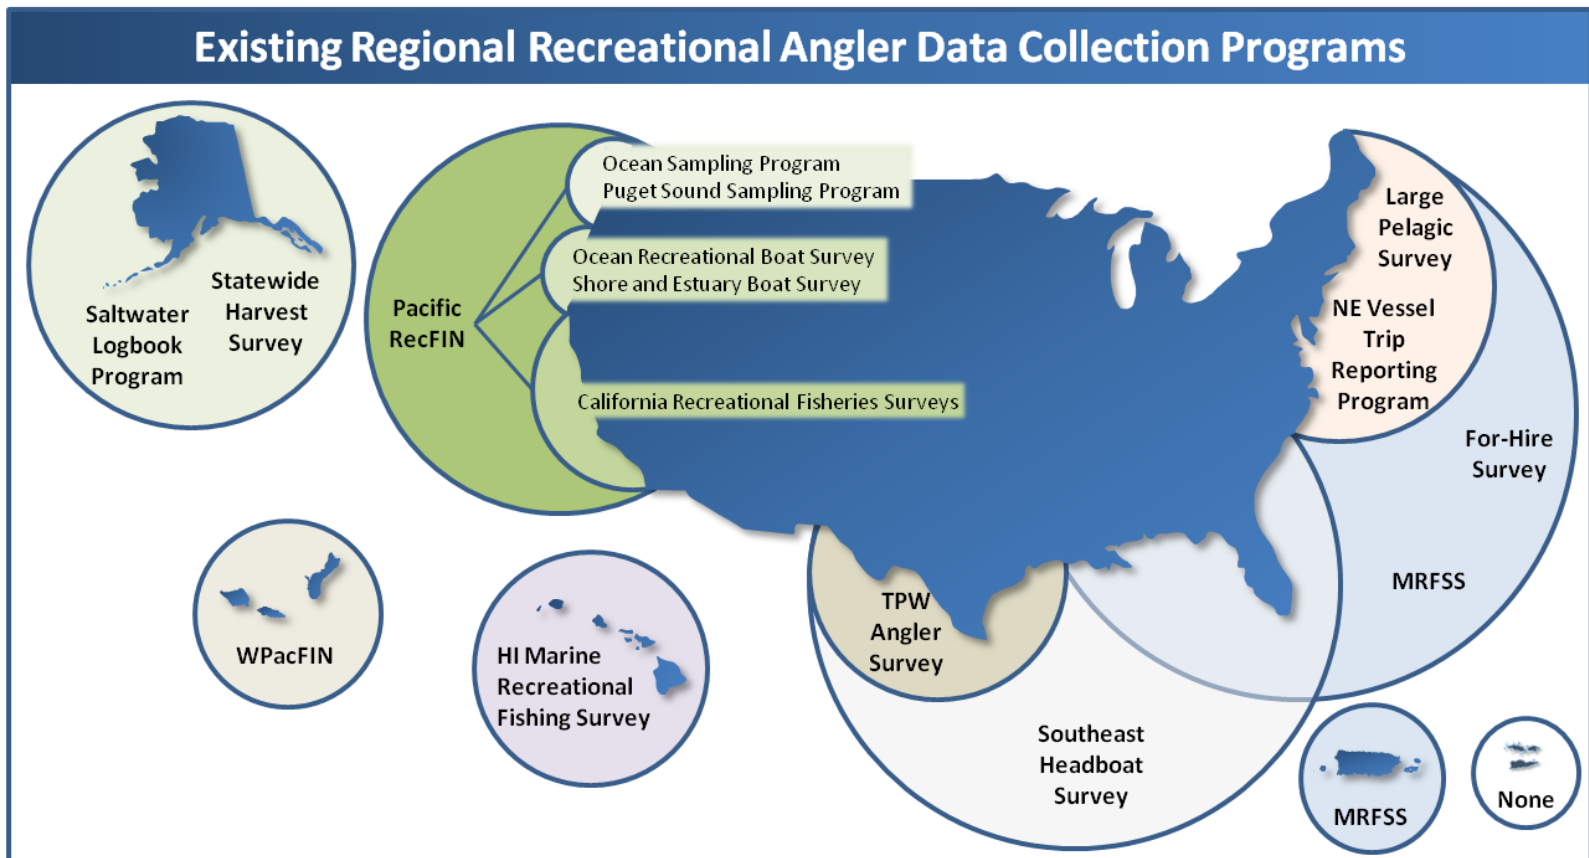 Existing Regional Recreational Angler Data Collection Programs
Saltwater
Logbook
Program
Statewide
Harvest
Survey
Pacific
RecFIN
Ocean Sampling Program
Puget Sound Sampling Program
Ocean Recreational Boat Survey
Shore and Estuary Boat Survey
California Recreational Fisheries Surveys
Large
Pelagic
Survey
NE Vessel
Trip
Reporting
Program
For-Hire
Survey
MRFSS
WPacFIN
HI Marine
Recreational
Fishing Survey
TPW
Angler
Survey
Southeast
Headboat
Survey
MRFSS
None